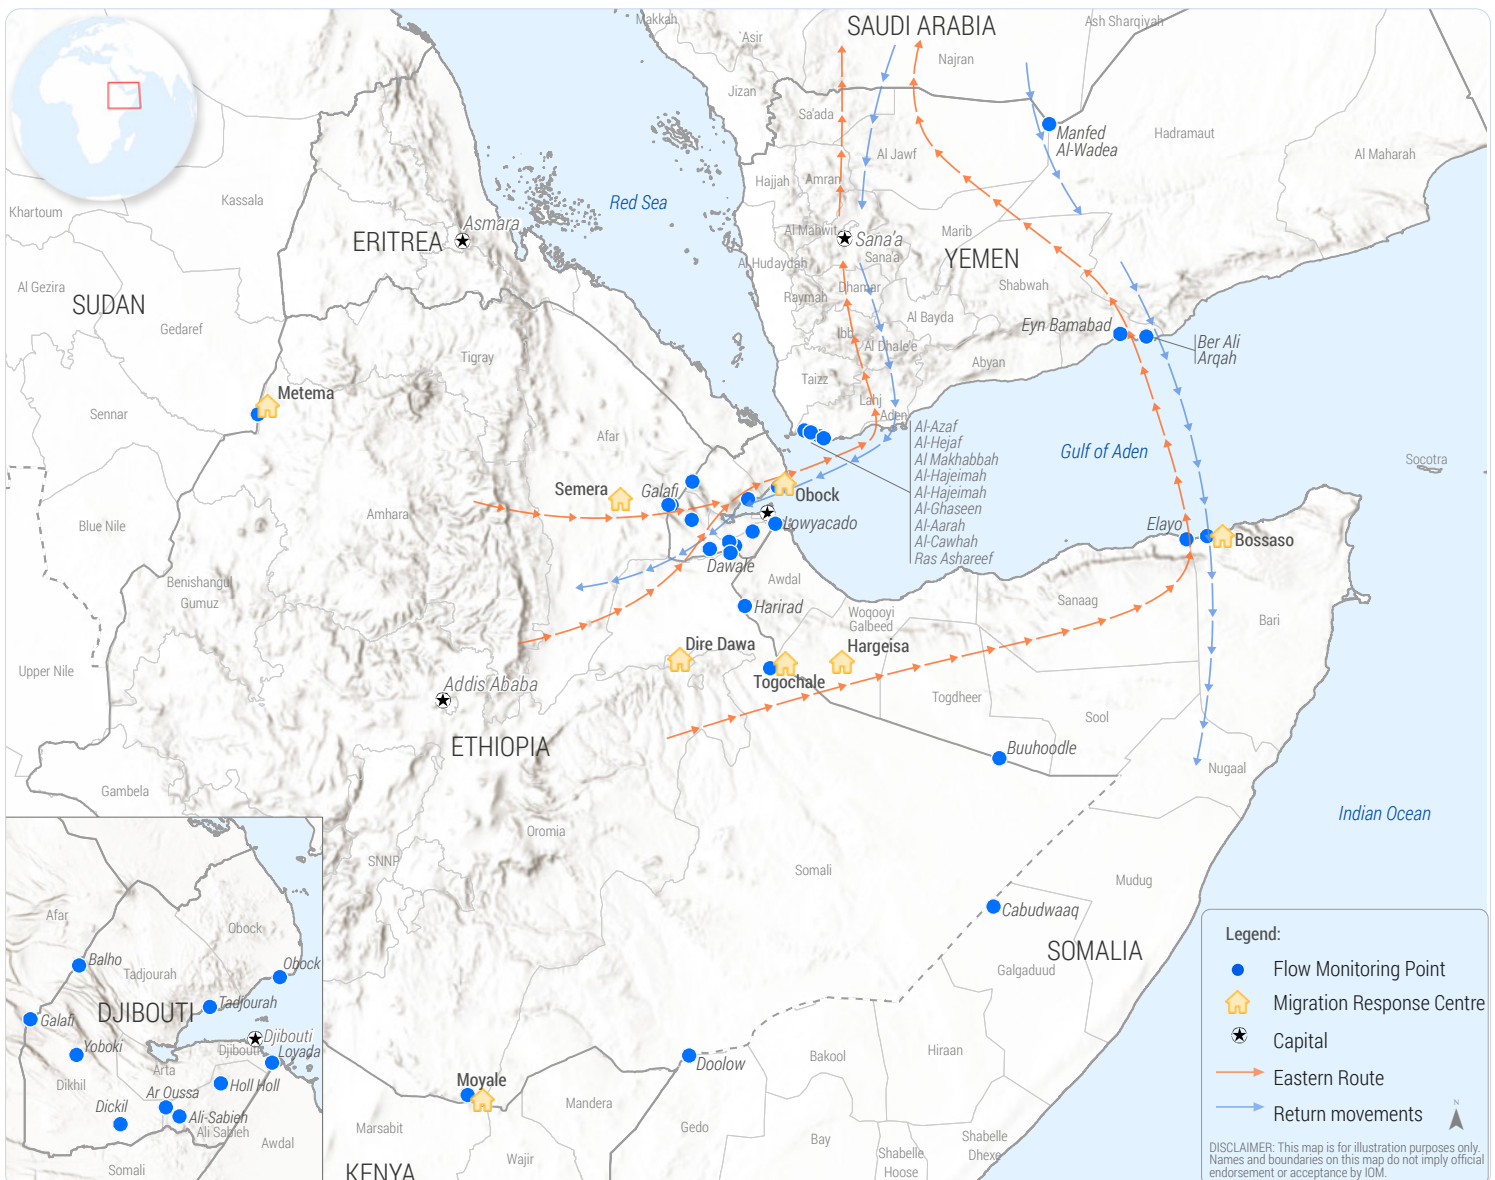 Makkah
'Asir
SAUDI ARABIA
Ash Sharqiyah
Najran
Jizan
Sa'ada
Manfed
Al-Wadea
Hadramaut
Al Maharah
Al Jawf
Hajjah
Amran
Kassala
Khartoum
Red Sea
Asmara
ERITREA
Al Mahwit
Sana'a
Sana'a
Marib
YEMEN
Al Hudaydah
Dhamar
Raymah
Shabwah
Al Gezira
SUDAN
Gedaref
Ibb
Al Bayda
Al Dhale'e
Eyn Bamabad
Ber Ali
Arqah
Abyan
Tigray
Taizz
Lahj
Aden
Metema
Sennar
Afar
Al-Azaf
Al-Hejaf
Al Makhabbah
Al-Hajeimah
Al-Hajeimah
Al-Ghaseen
Al-Aarah
Al-Cawhah
Ras Ashareef
Gulf of Aden
Socotra
Semera
Galafi
Obock
Lowyacado
Amhara
Blue Nile
Elayo
Bossaso
Dawale
Awdal
Benishangul
Gumuz
Harirad
Woqooyi
Galbeed
Sanaag
Bari
Dire Dawa
Hargeisa
Togochale
Upper Nile
Addis Ababa
Togdheer
Sool
ETHIOPIA
Buuhoodle
Nugaal
Gambela
Oromia
SNNP
Somali
Indian Ocean
Mudug
Cabudwaaq
SOMALIA
Galgaduud
Doolow
Bakool
Hiraan
Moyale
Mandera
Gedo
Marsabit
Wajir
Bay
Shabelle
Hoose
Shabelle
Dhexe
KENYA
Afar
Obock
Balho
Tadjourah
Obock
DJIBOUTI
Tadjourah
Galafi
Djibouti
Djibouti
Loyada
Yoboki
Arta
Dikhil
Ar Oussa
Holl Holl
Dickil
Ali-Sabieh
Ali Sabieh
Awdal
Somali
Legend:
Flow Monitoring Point
Migration Response Centre
Capital
Eastern Route
Return movements
N
DISCLAIMER: This map is for illustration purposes only.
Names and boundaries on this map do not imply official
endorsement or acceptance by IOM.